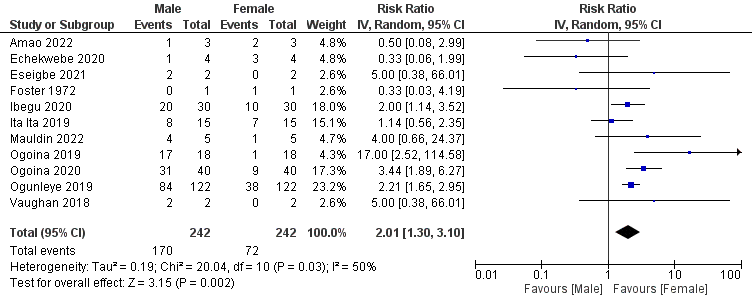 Male Female Risk Ratio Risk Ratio
Study or Subgroup Events Total Events Total Weight IV, Random, 95% CI IV, Random, 95% CI
Amao 2022 1 3 2 3 4.8% 0.50 [0.08, 2.99]
Echekwebe 2020 1 4 3 4 5.3% 0.33 [0.06, 1.99]
Eseigbe 2021 2 2 0 2 2.5% 5.00 [0.38, 66.01]
Foster 1972 0 1 1 1 2.6% 0.33 [0.03, 4.19]
Ibegu 2020 20 30 10 30 18.0% 2.00 [1.14, 3.52]
Ita Ita 2019 8 15 7 15 15.1% 1.14 [0.56, 2.35]
Mauldin 2022 4 5 1 5 4.6% 4.00 [0.66, 24.37]
Ogoina 2019 17 18 1 18 4.3% 17.00 [2.52, 114.58]
Ogoina 2020 31 40 9 40 17.3% 3.44 [1.89, 6.27]
Ogunleye 2019 84 122 38 122 23.2% 2.21 [1.65, 2.95]
Vaughan 2018 2 2 0 2 2.5% 5.00 [0.38, 66.01]
Total (95% CI) 242 242 100.0% 2.01 [1.30, 3.10]
Total events 170 72
Heterogeneity: Tau² = 0.19; Chi² = 20.04, df = 10 (P = 0.03); I² = 50%
Test for overall effect: Z = 3.15 (P = 0.002)
0.01 0.1 1 10 100
Favours [Male] Favours [Female]